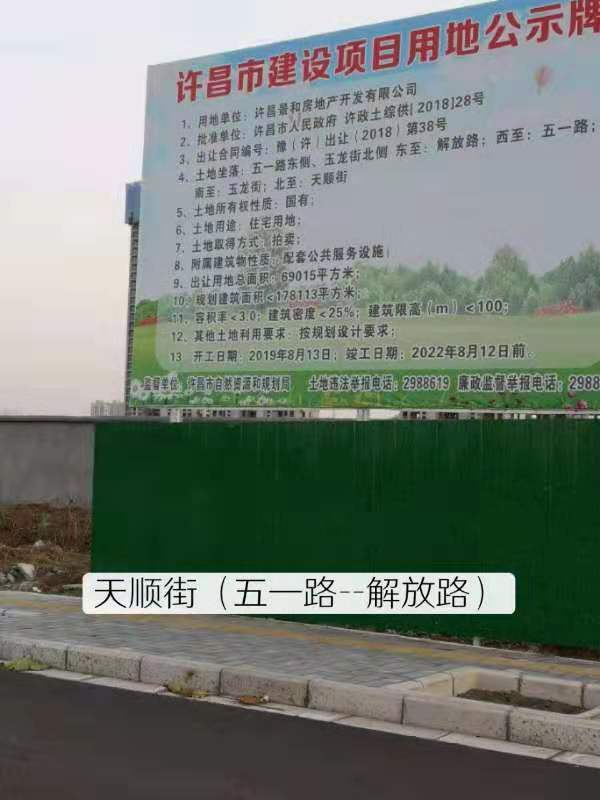 许昌市建设项目用地公示牌
1、用地单位：许昌景和房地产开发有限公司
2、批准单位：许昌市人民政府 许政土综供[2018]28号
3、出让合同编号：豫（许）出让（2018）第38号
4、土地坐落：五一路东侧、玉龙街北侧 东至：解放路；西至：五一路；
南至：玉龙街；北至：天顺街
5、土地所有权性质：国有；
6、土地用途：住宅用地；
7、土地取得方式：拍卖；
8、附属建筑物性质：配套公共服务设施；
9、出让用地总面积：69015平方米；
10、规划建筑面积<178113平方米；
11、容积率<3.0；建筑密度<25%；建筑限高（m）<100；
12、其他土地利用要求：按规划设计要求；
13 开工日期：2019年8月13日；竣工日期：2022年8月12日前。
监督单位：许昌市自然资源和规划局 土地违法举报电话：2988619 廉政监督举报电话：2988
天顺街（五一路--解放路）